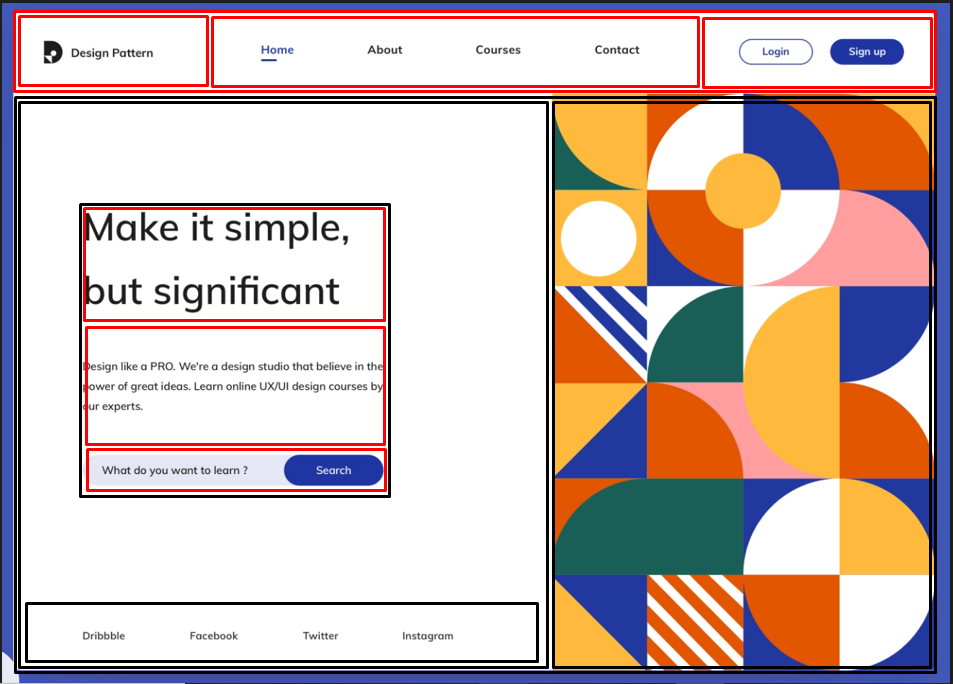 Design Pattern
Home
About
Courses
Contact
Login
Sign up
Make it simple,
but significant
Design like a PRO. We're a design studio that believe in the
power of great ideas. Learn online UX/UI design courses by
our experts.
What do you want to learn ?
Search
Dribbble
Facebook
Twitter
Instagram